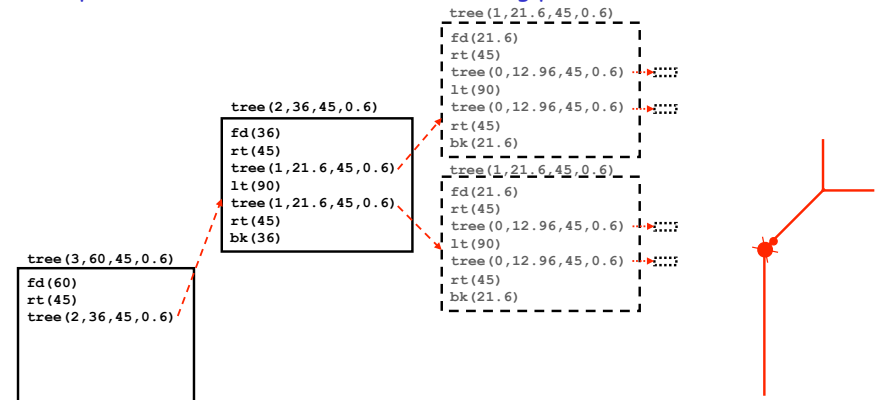 tree(1,21.6,45,0.6)
fd(21.6)
rt(45)
tree(0,12.96,45,0.6)
lt(90)
tree(0,12.96,45,0.6)
rt(45)
bk(21.6)
tree(2,36,45,0.6)
fd(36)
rt(45)
tree(1,21.6,45,0.6)
lt(90)
tree(1,21.6,45,0.6)
rt(45)
bk(36)
tree(1,21.6,45,0.6)
fd(21.6)
rt(45)
tree(0,12.96,45,0.6)
lt(90)
tree(0,12.96,45,0.6)
rt(45)
bk(21.6)
tree(3,60,45,0.6)
fd(60)
rt(45)
tree(2,36,45,0.6)